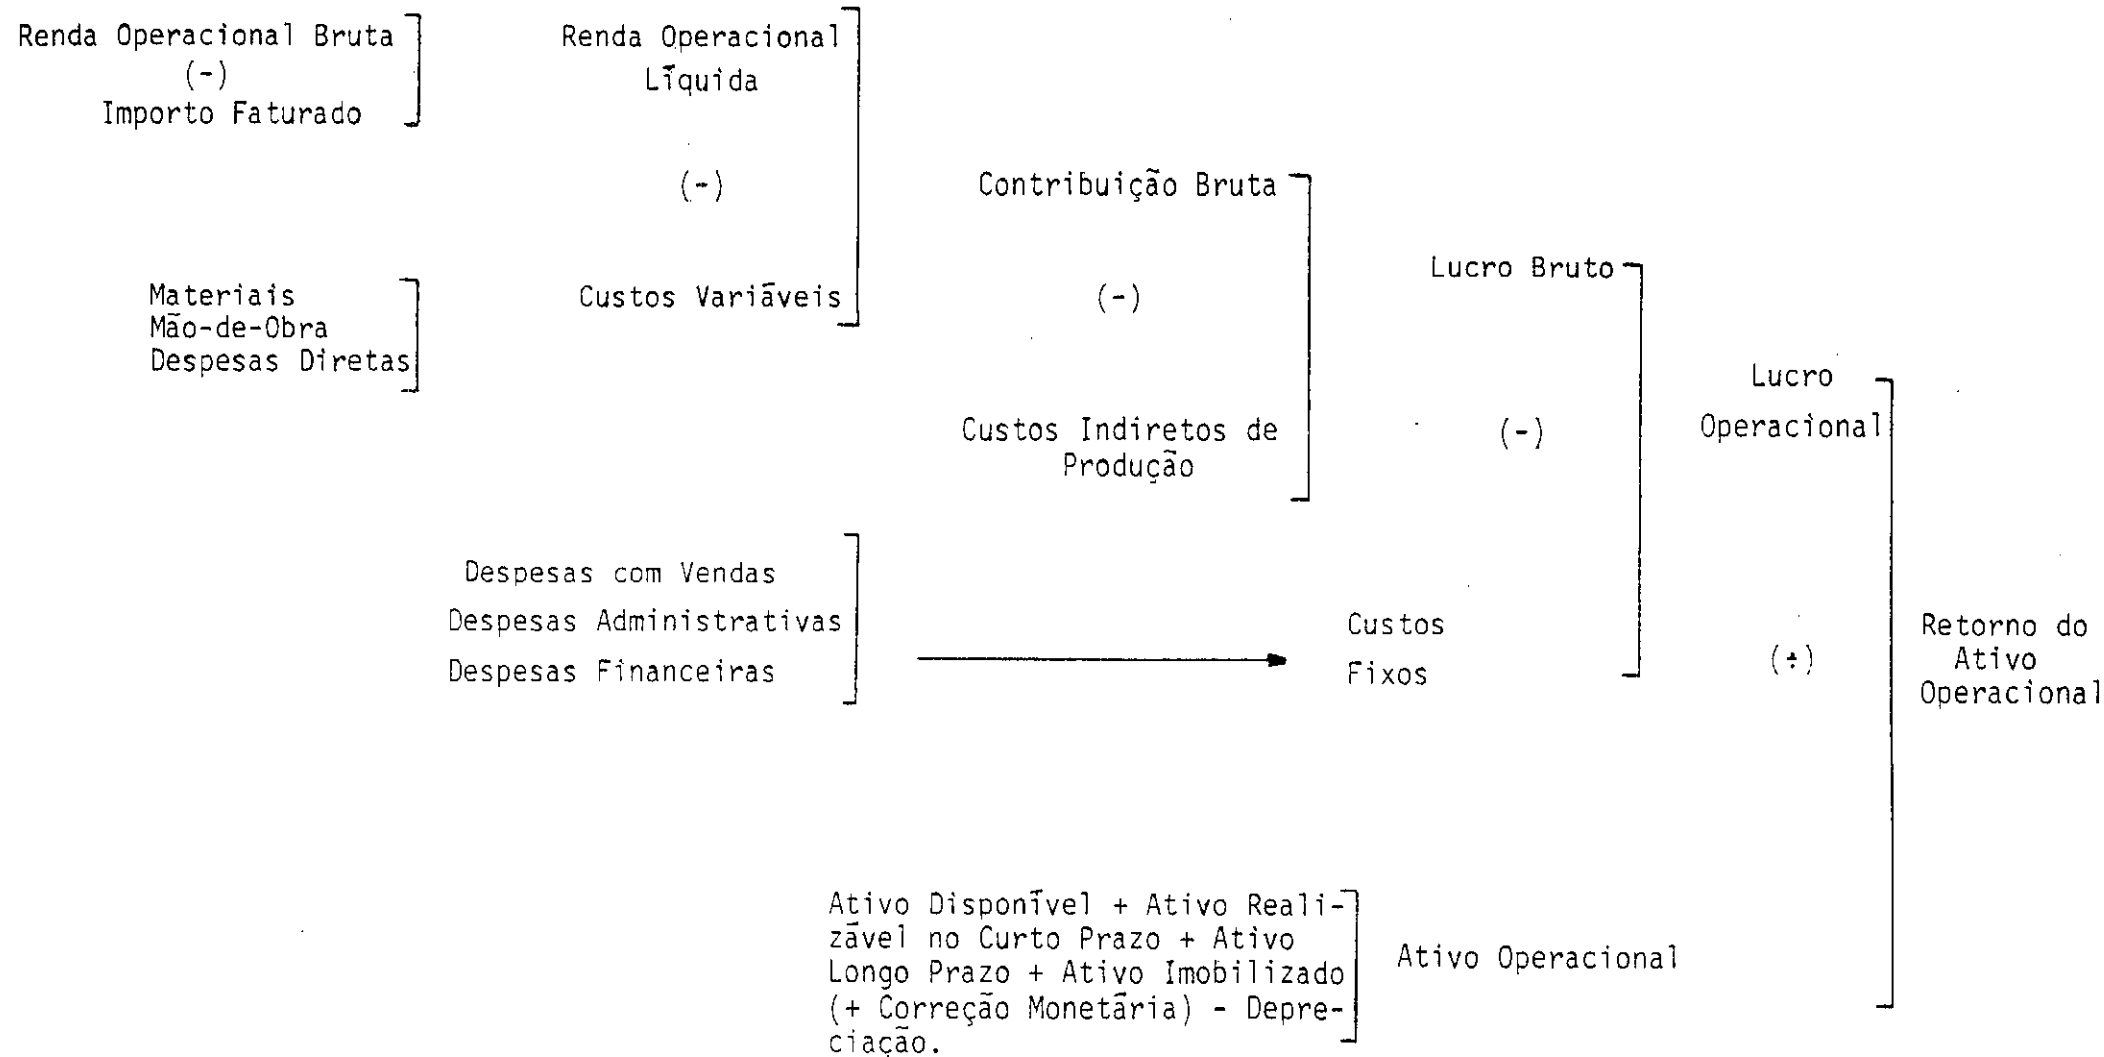 Renda Operacional Bruta
(-)
Importo Faturado
Renda Operacional
Líquida
(-)
Materiais
Mão-de-Obra
Despesas Diretas
Custos Variáveis
Contribuição Bruta
(-)
Custos Indiretos de
Produção
Lucro Bruto
(-)
Despesas com Vendas
Despesas Administrativas
Despesas Financeiras
Custos
Fixos
Lucro
Operacional
(÷)
Ativo Disponível + Ativo Reali-
zável no Curto Prazo + Ativo
Longo Prazo + Ativo Imobilizado
(+ Correção Monetária) - Depre-
ciação.
Ativo Operacional
Retorno do
Ativo
Operacional